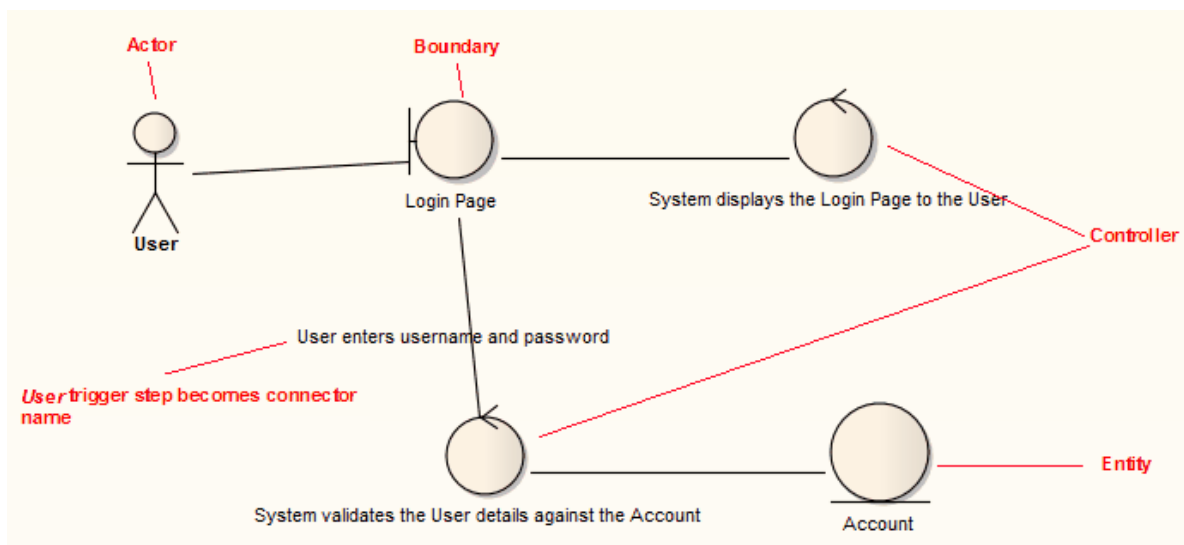 Actor
Boundary
Login Page
System displays the Login Page to the User
User
Controller
User enters username and password
User trigger step becomes connector
name
Entity
System validates the User details against the Account
Account